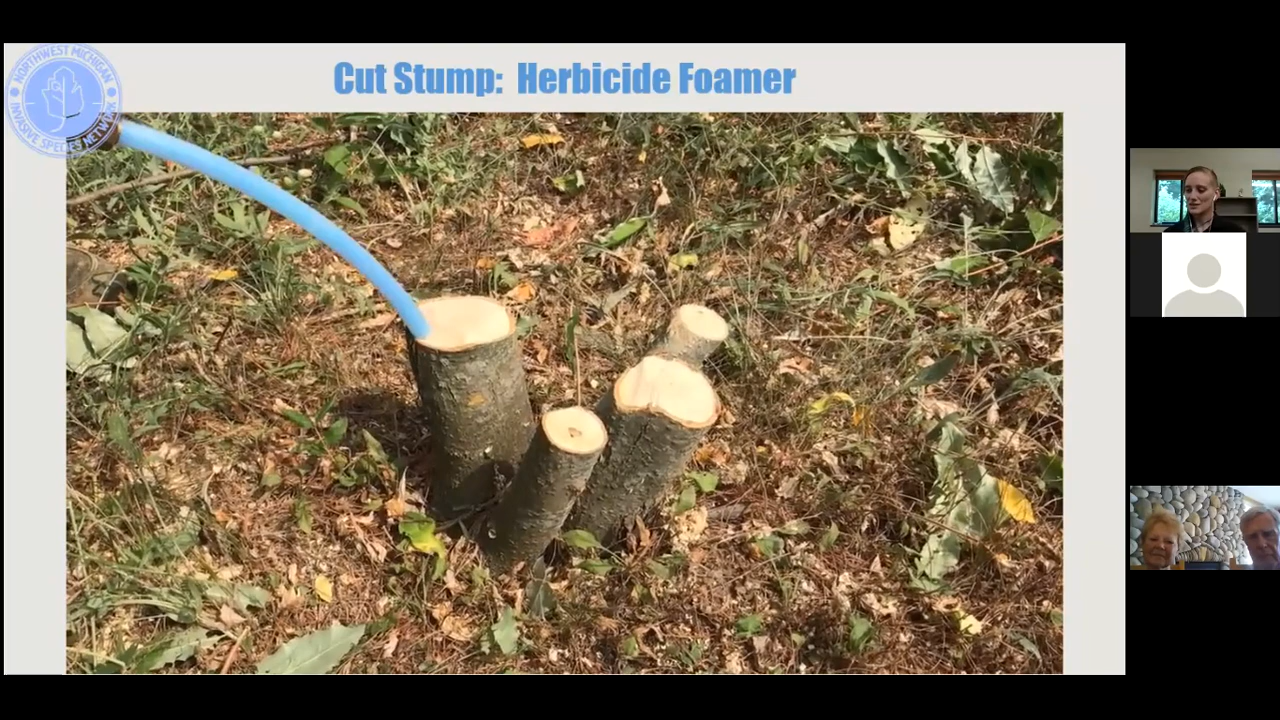 Cut Stump: Herbicide Foamer
NORTHWEST MICHIGAN
INVASIVE SPECIES NETWORK